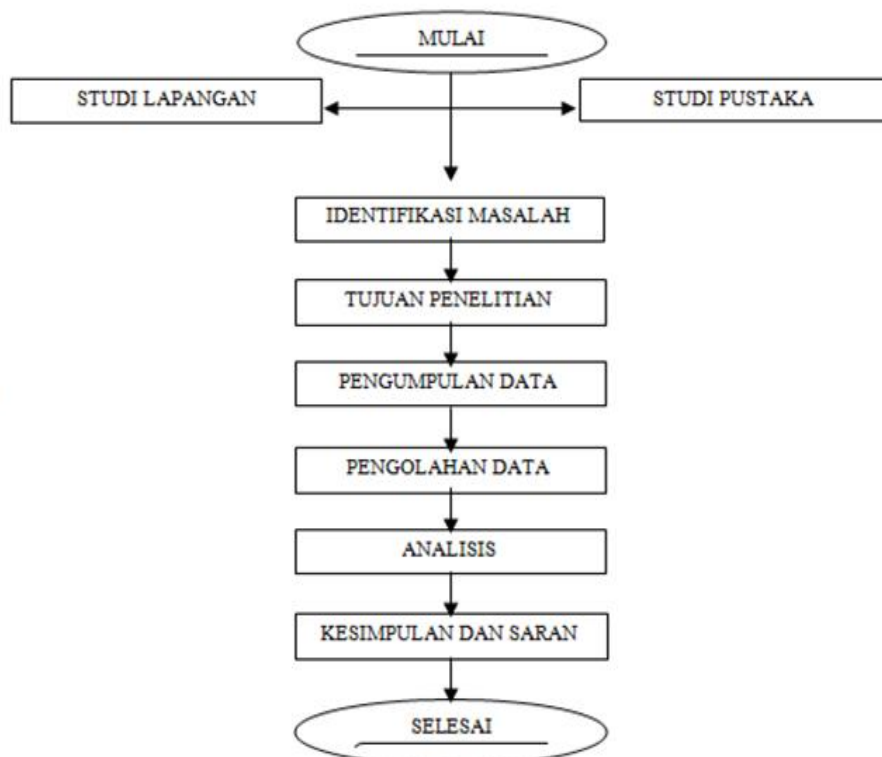 MULAI
STUDI LAPANGAN
STUDI PUSTAKA
IDENTIFIKASI MASALAH
TUJUAN PENELITIAN
PENGUMPULAN DATA
PENGOLAHAN DATA
ANALISIS
KESIMPULAN DAN SARAN
SELESAI